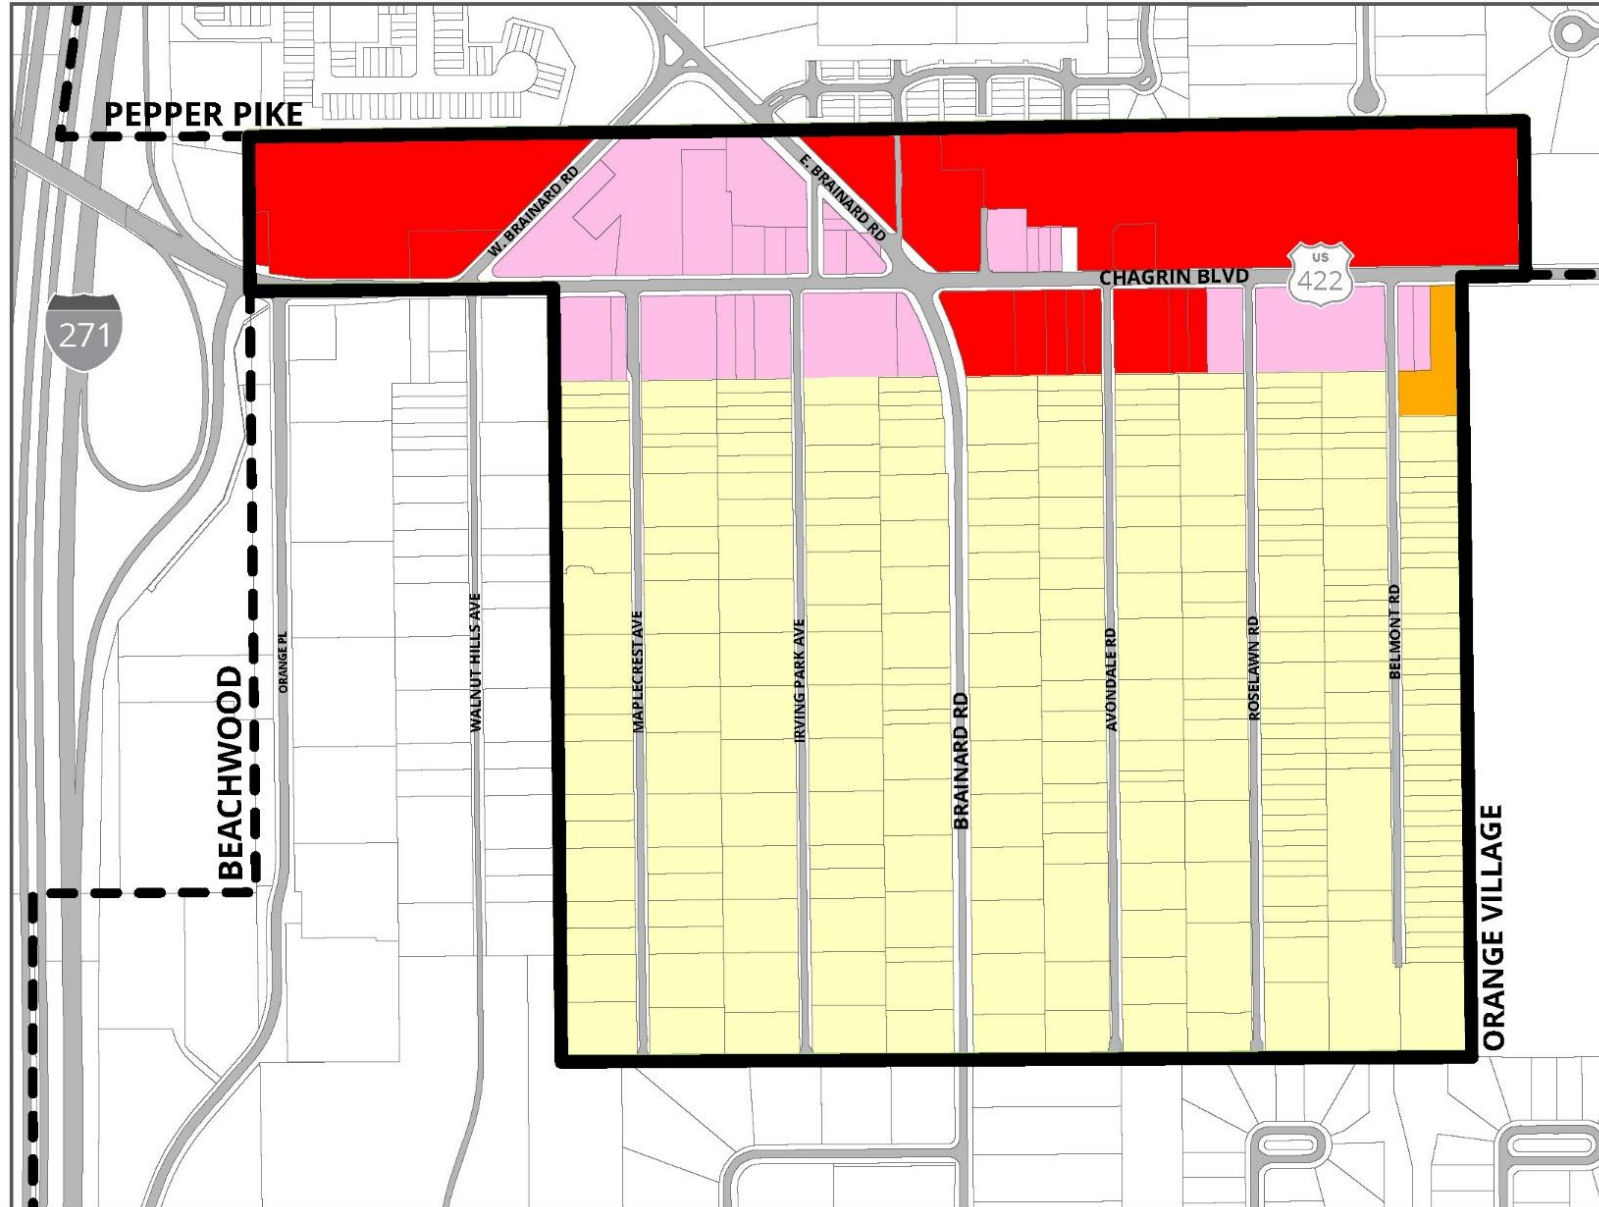 PEPPER PIKE
W. BRAINARD RD
E. BRAINARD RD
CHAGRIN BLVD
US
422
271
BEACHWOOD
ORANGE PL
WALNUT HILLS AVE
MAPLECREST AVE
IRVING PARK AVE
BRAINARD RD
AVONDALE RD
ROSELAWN RD
BELMONT RD
ORANGE VILLAGE